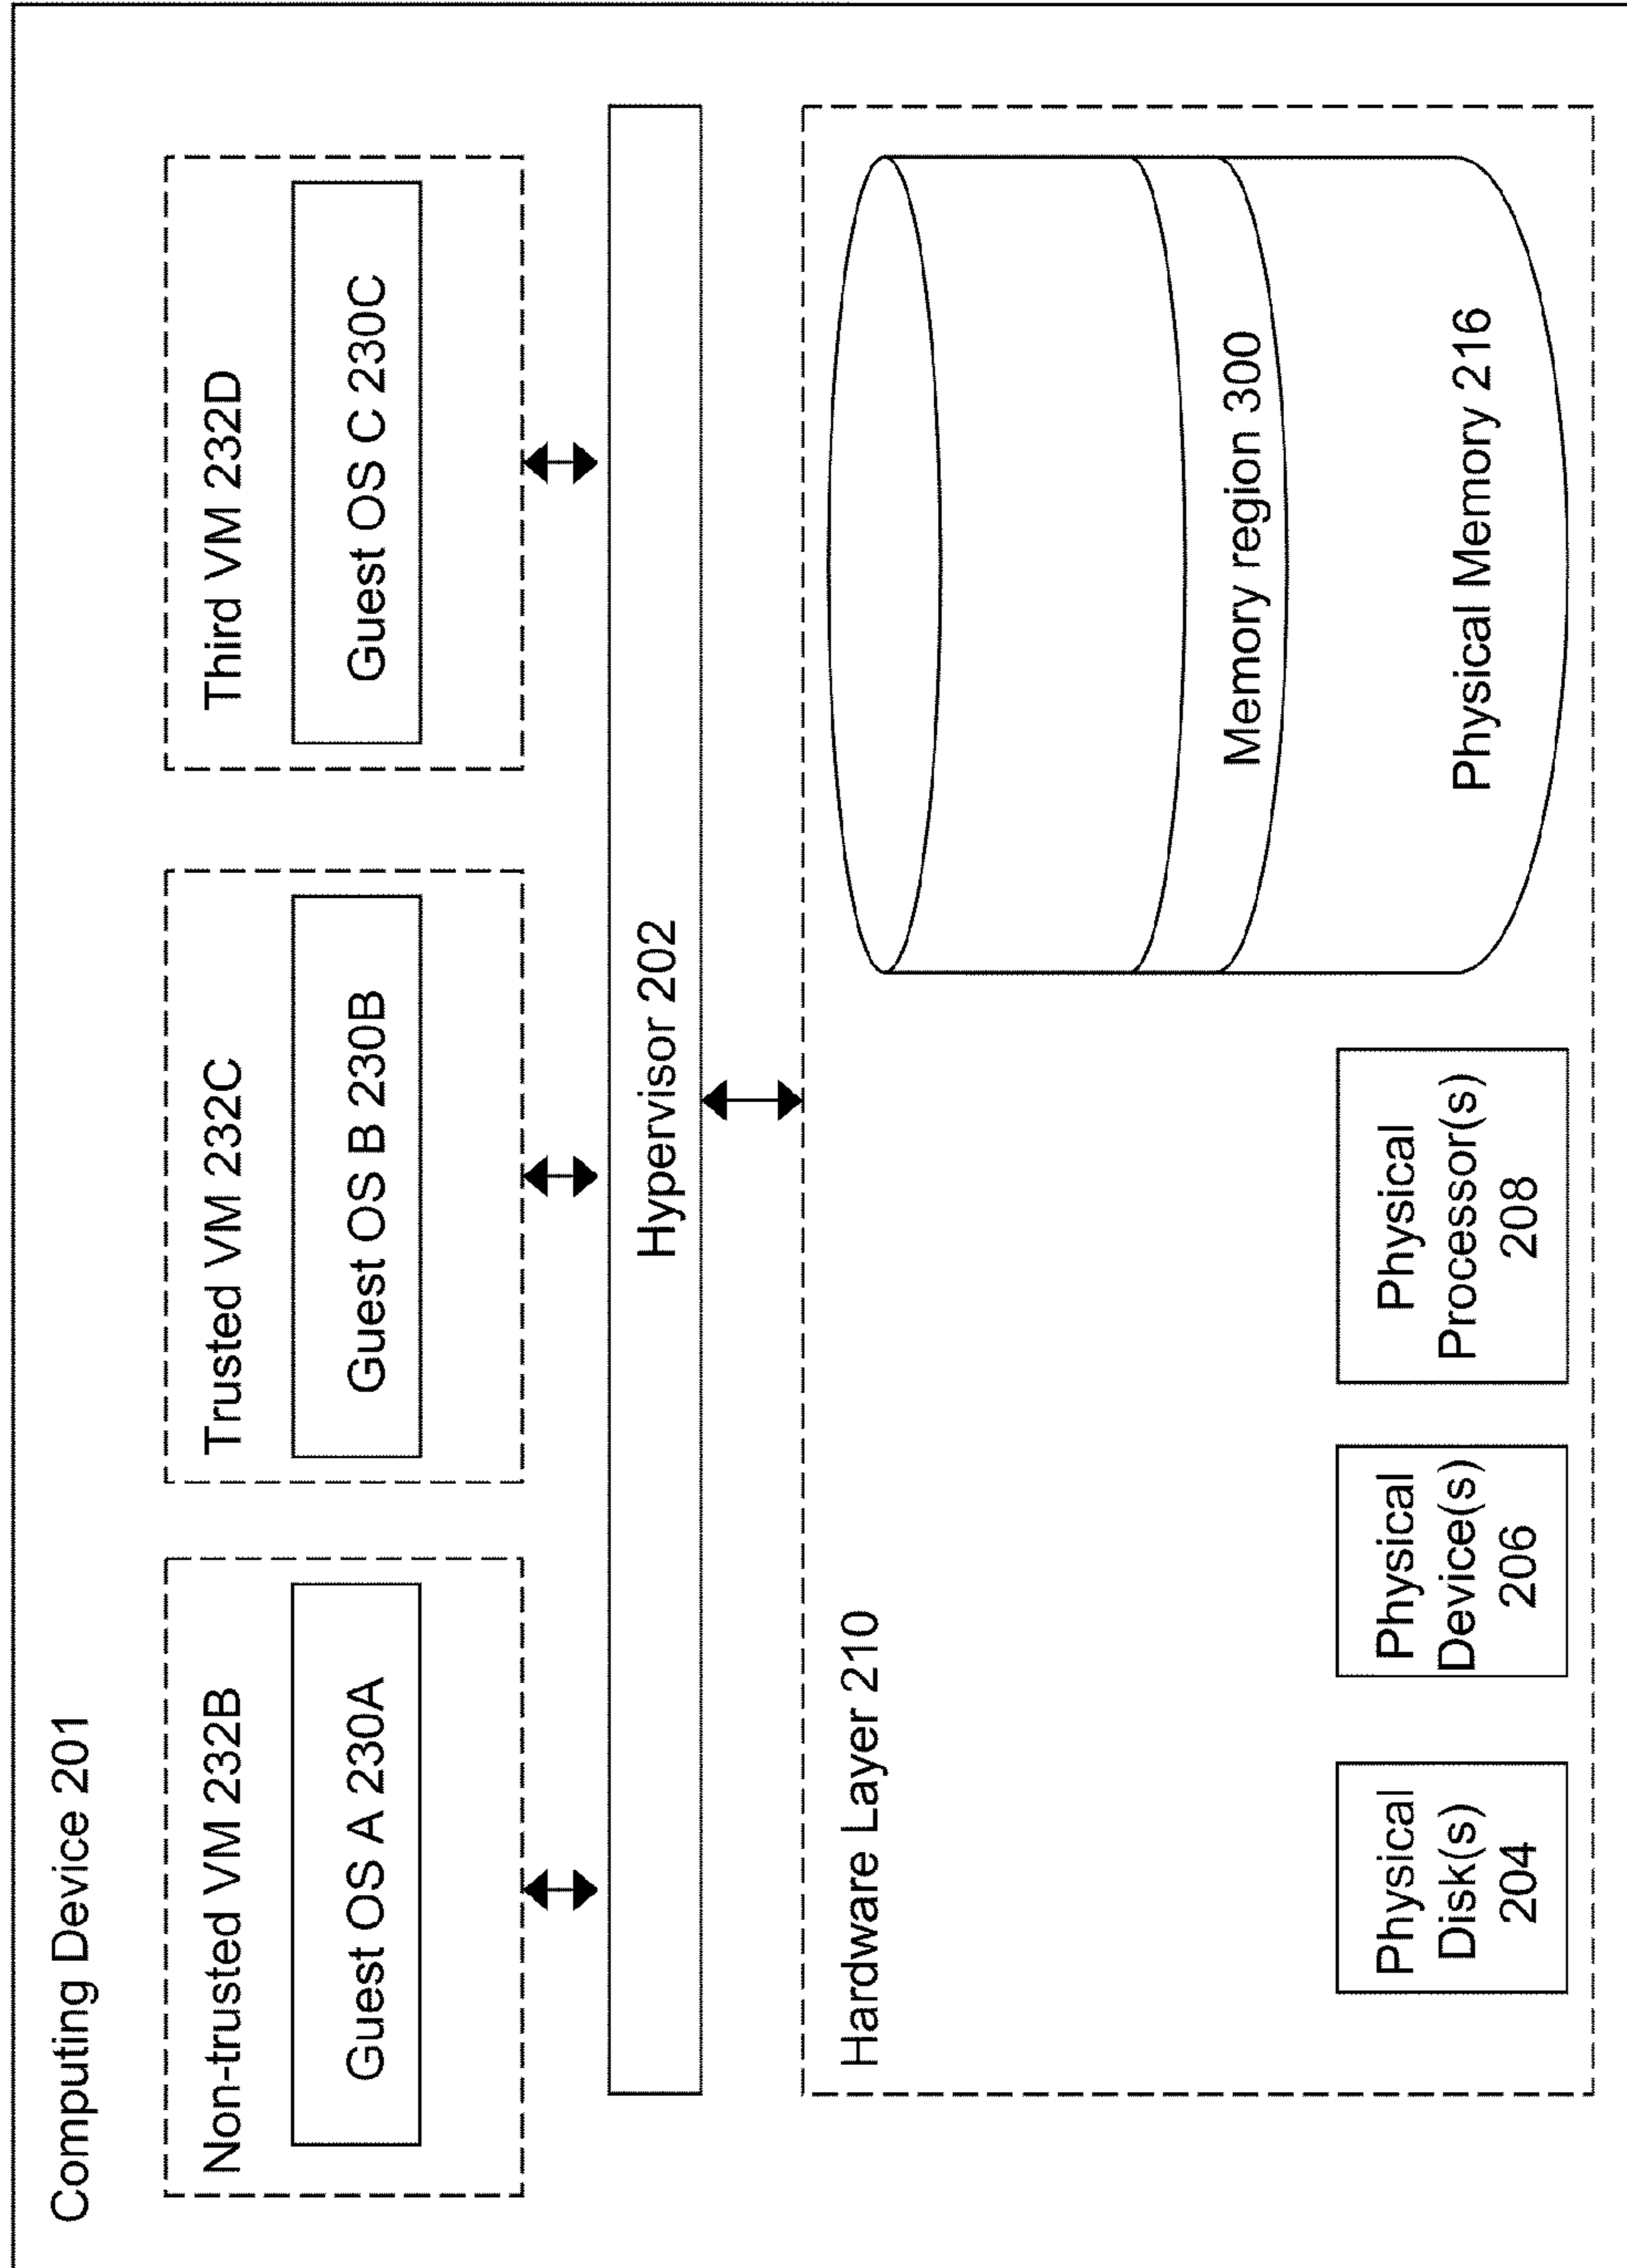 Computing Device 201
Non-trusted VM 232B
Guest OS A 230A
Trusted VM 232C
Guest OS B 230B
Third VM 232D
Guest OS C 230C
Hypervisor 202
Hardware Layer 210
Physical
Disk(s)
204
Physical
Device(s)
206
Physical
Processor(s)
208
Memory region 300
Physical Memory 216